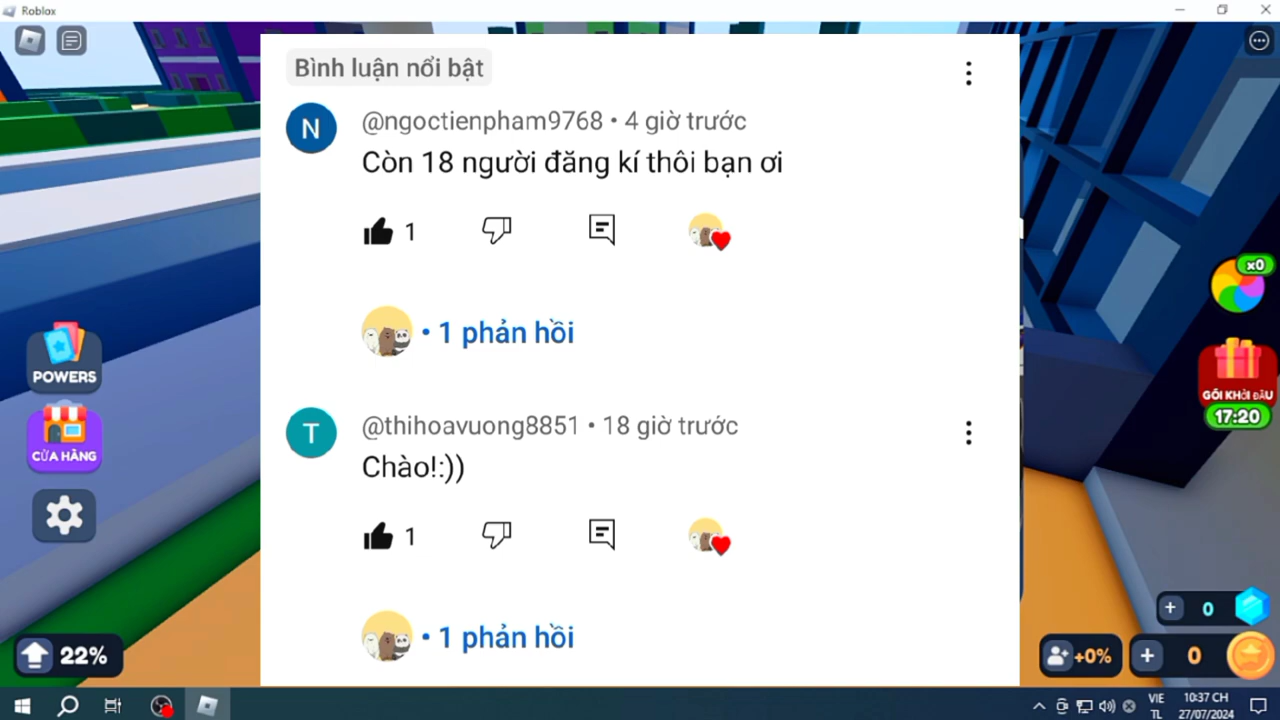 Roblox
Bình luận nổi bật
N
@ngoctienpham9768 • 4 giờ trước
Còn 18 người đăng kí thôi bạn ơi
1
• 1 phản hồi
T
@thihoavuong8851 • 18 giờ trước
Chào!:))
1
• 1 phản hồi
POWERS
CỬA HÀNG
22%
x0
GÓI KHỞI ĐẦU
17:20
+ 0
+0%
+ 0
VIE
TL
10:37 CH
27/07/2024